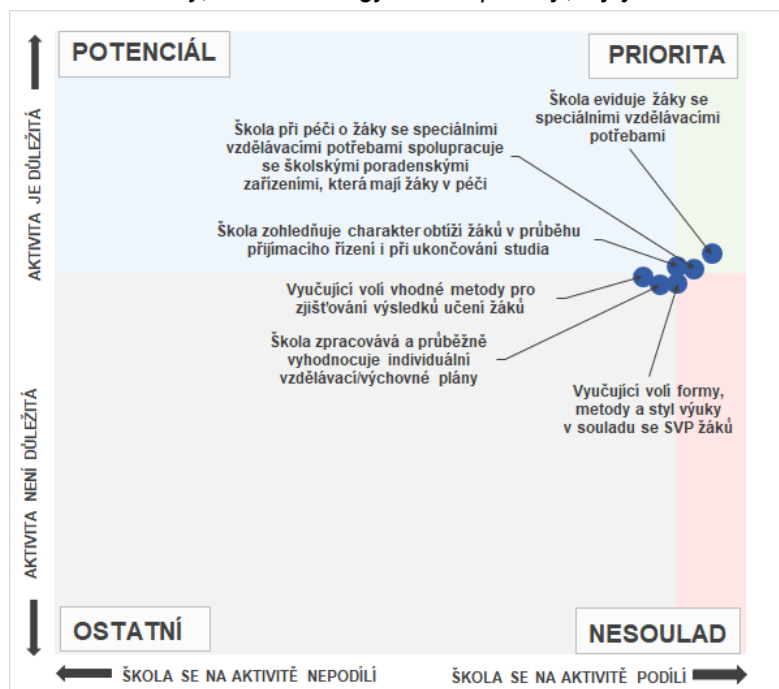 POTENCIÁL
PRIORITA
Škola eviduje žáky se
speciálními vzdělávacími
potřebami
Škola při péči o žáky se speciálními
vzdělávacími potřebami spolupracuje
se školskými poradenskými
zařízeními, která mají žáky v péči
Škola zohledňuje charakter obtíží žáků v průběhu
přijímacího řízení i při ukončování studia
Vyučující volí vhodné metody pro
zjišťování výsledků učení žáků
Škola zpracovává a průběžně
vyhodnocuje individuální
vzdělávací/výchovné plány
Vyučující volí formy,
metody a styl výuky
v souladu se SVP žáků
AKTIVITA JE DŮLEŽITÁ
AKTIVITA NENÍ DŮLEŽITÁ
OSTATNÍ
NESOULAD
ŠKOLA SE NA AKTIVITĚ NEPODÍLÍ
ŠKOLA SE NA AKTIVITĚ PODÍLÍ